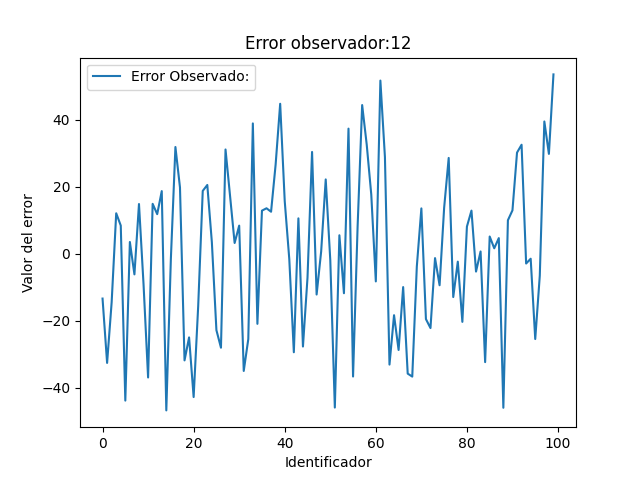 Error observador:12
Error Observado:
Valor del error
40
20
0
−20
−40
0 20 40 60 80 100
Identificador